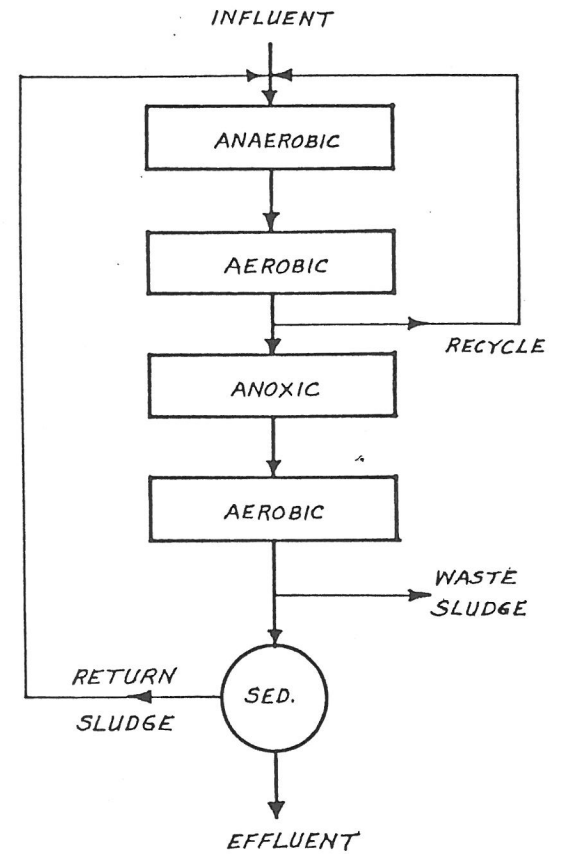 INFLUENT
ANAEROBIC
AEROBIC
RECYCLE
ANOXIC
AEROBIC
WASTE
SLUDGE
RETURN
SLUDGE
SED.
EFFLUENT